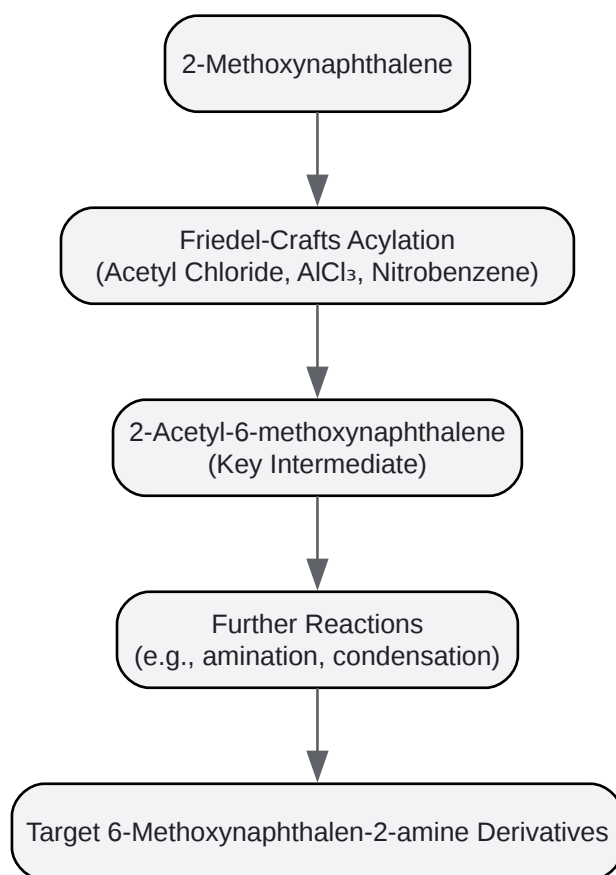 2-Methoxynaphthalene
Friedel-Crafts Acylation
(Acetyl Chloride, AlCl₃, Nitrobenzene)
2-Acetyl-6-methoxynaphthalene
(Key Intermediate)
Further Reactions
(e.g., amination, condensation)
Target 6-Methoxynaphthalen-2-amine Derivatives